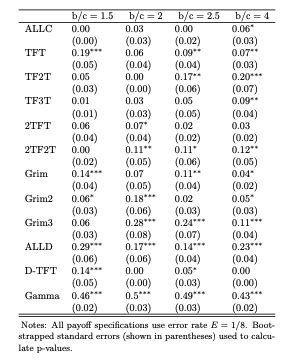 b/c = 1.5 b/c = 2 b/c = 2.5 b/c = 4
ALLC 0.00 0.03 0.00 0.06*
(0.00) (0.03) (0.02) (0.03)
TFT 0.19*** 0.06 0.09** 0.07**
(0.05) (0.04) (0.04) (0.03)
TF2T 0.05 0.00 0.17** 0.20***
(0.03) (0.00) (0.06) (0.07)
TF3T 0.01 0.03 0.05 0.09**
(0.01) (0.03) (0.05) (0.04)
2TFT 0.06 0.07* 0.02 0.03
(0.04) (0.04) (0.02) (0.02)
2TF2T 0.00 0.11** 0.11* 0.12**
(0.02) (0.05) (0.06) (0.05)
Grim 0.14*** 0.07 0.11** 0.04*
(0.04) (0.05) (0.04) (0.02)
Grim2 0.06* 0.18*** 0.02 0.05*
(0.03) (0.06) (0.03) (0.03)
Grim3 0.06 0.28*** 0.24*** 0.11***
(0.03) (0.08) (0.07) (0.04)
ALLD 0.29*** 0.17*** 0.14*** 0.23***
(0.06) (0.06) (0.04) (0.04)
D-TFT 0.14*** 0.00 0.05* 0.00
(0.05) (0.00) (0.03) (0.00)
Gamma 0.46*** 0.5*** 0.49*** 0.43***
(0.02) (0.03) (0.03) (0.02)
Notes: All payoff specifications use error rate E = 1/8. Boot-
strapped standard errors (shown in parentheses) used to calcu-
late p-values.